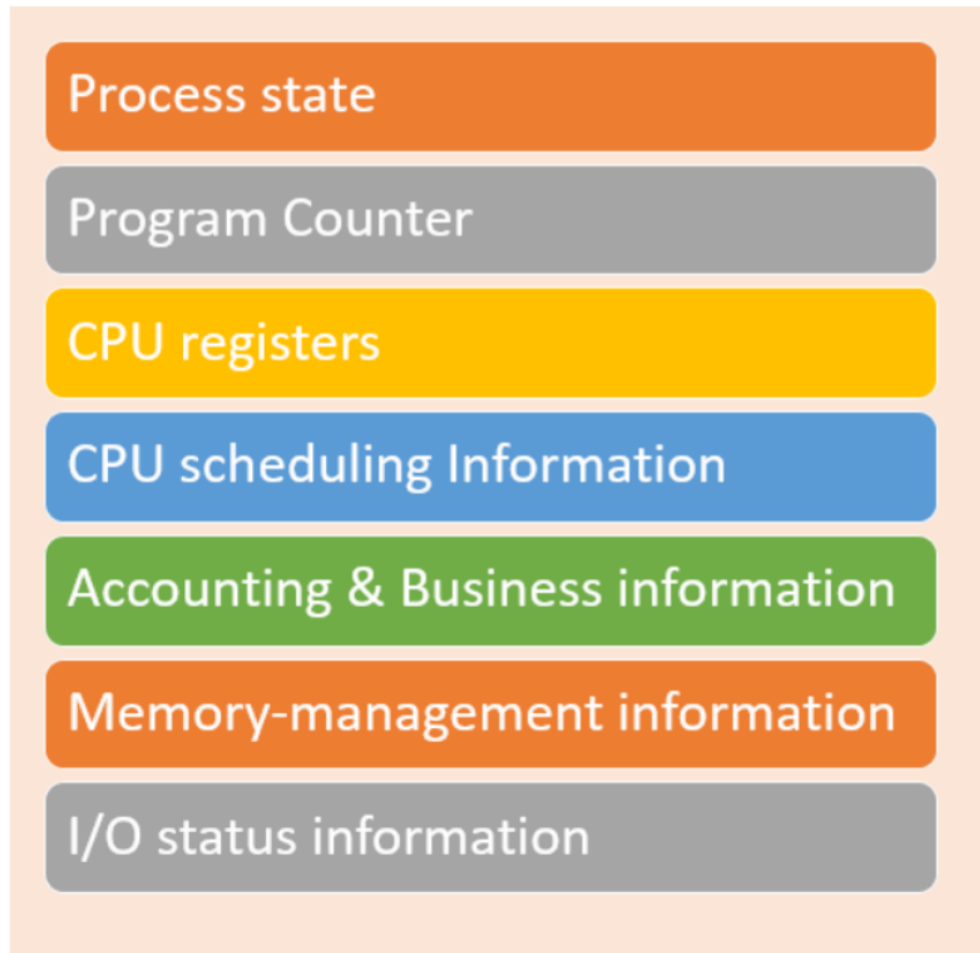 Process state
Program Counter
CPU registers
CPU scheduling Information
Accounting & Business information
Memory-management information
I/O status information